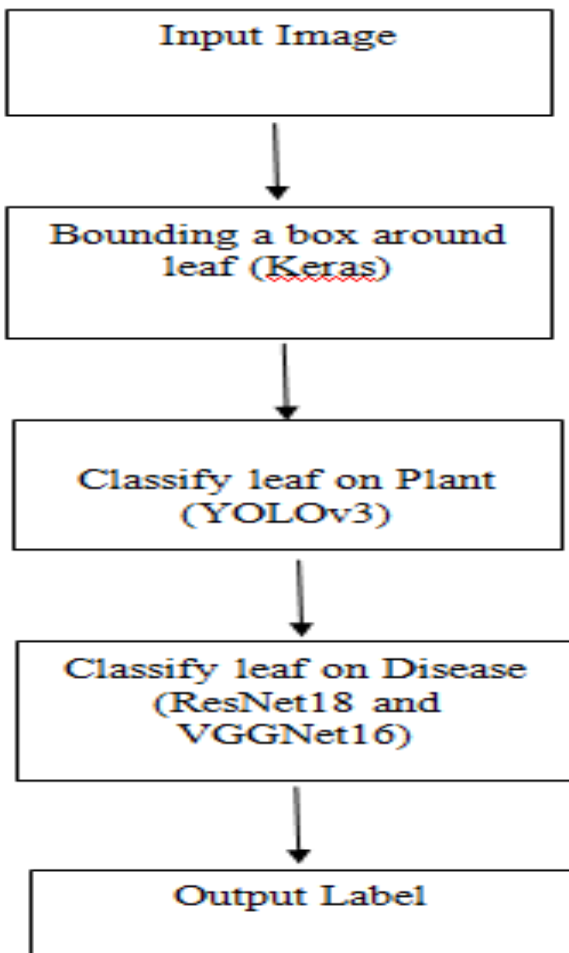 Input Image
Bounding a box around
leaf (Keras)
Classify leaf on Plant
(YOLOv3)
Classify leaf on Disease
(ResNet18 and
VGGNet16)
Output Label